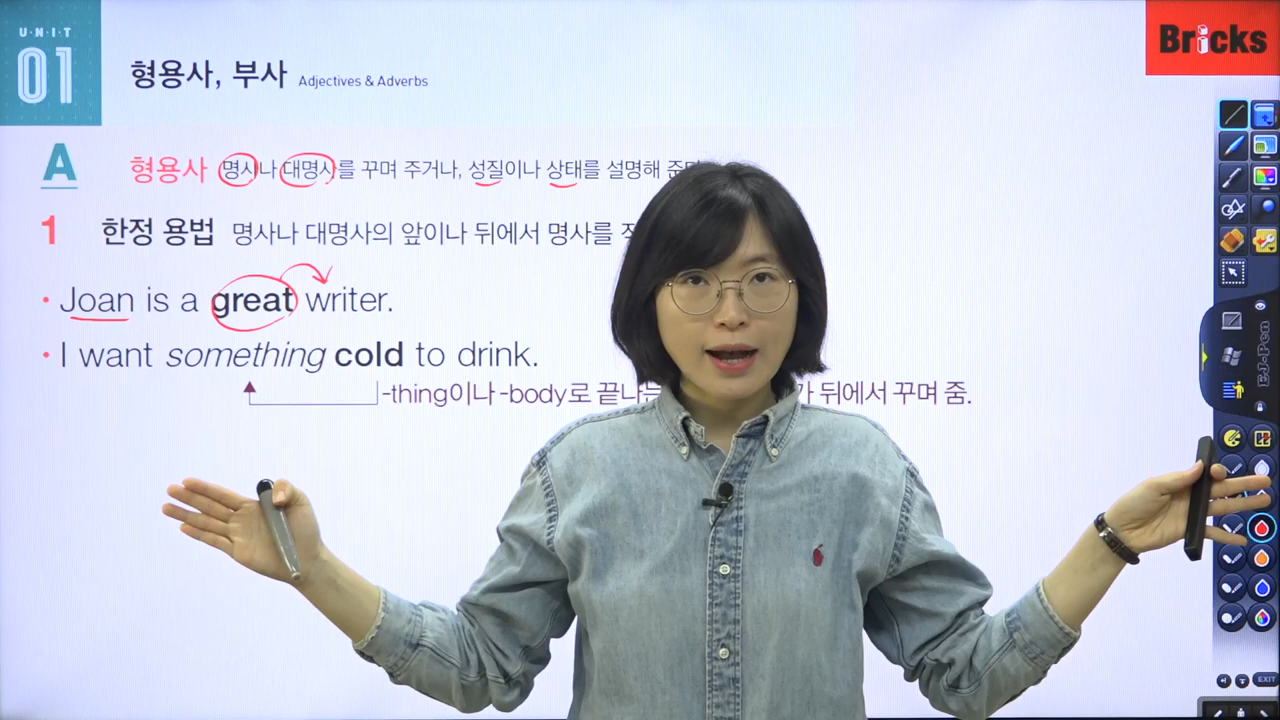 U·N·I·T
01
형용사, 부사 Adjectives & Adverbs
Bricks
A 형용사 명사나 대명사를 꾸며 주거나, 성질이나 상태를 설명해
1 한정 용법 명사나 대명사의 앞이나 뒤에서 명사를
• Joan is a great writer.
• I want something cold to drink.
-thing이나 -body로 끝나는 뒤에서 꾸며 줌.
EJ-Pen
EXIT